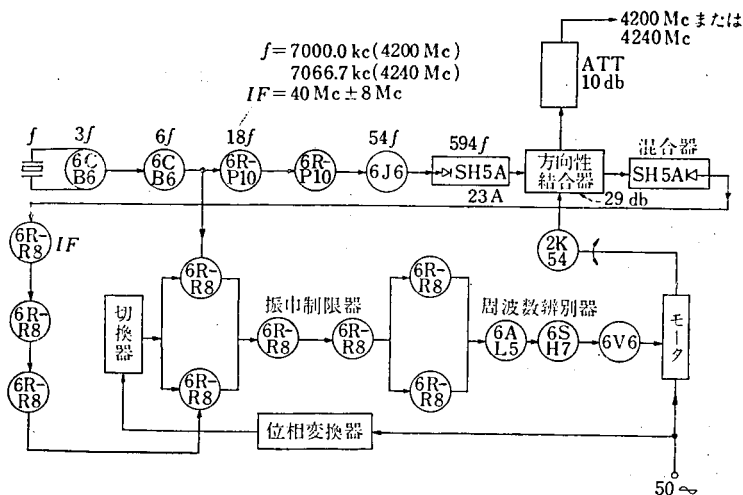 4200 Mcまたは
4240 Mc
f=7000.0 kc(4200 Mc)
7066.7 kc(4240 Mc)
IF=40 Mc±8 Mc
ATT
10db
f
3f
6f
18f
54f
594f
混合器
6C
B6
6C
B6
6R-
P10
6R-
P10
6J6
SH5A
23A
方向性
結合器
29 db
SH5A
6R-
R8
IF
6R-
R8
6R-
R8
切換器
6R-
R8
6R-
R8
振巾制限器
6R-
R8
6R-
R8
6R-
R8
6R-
R8
周波数辨別器
6A
L5
6S
H7
6V6
2K
54
モータ
位相変換器
50∾